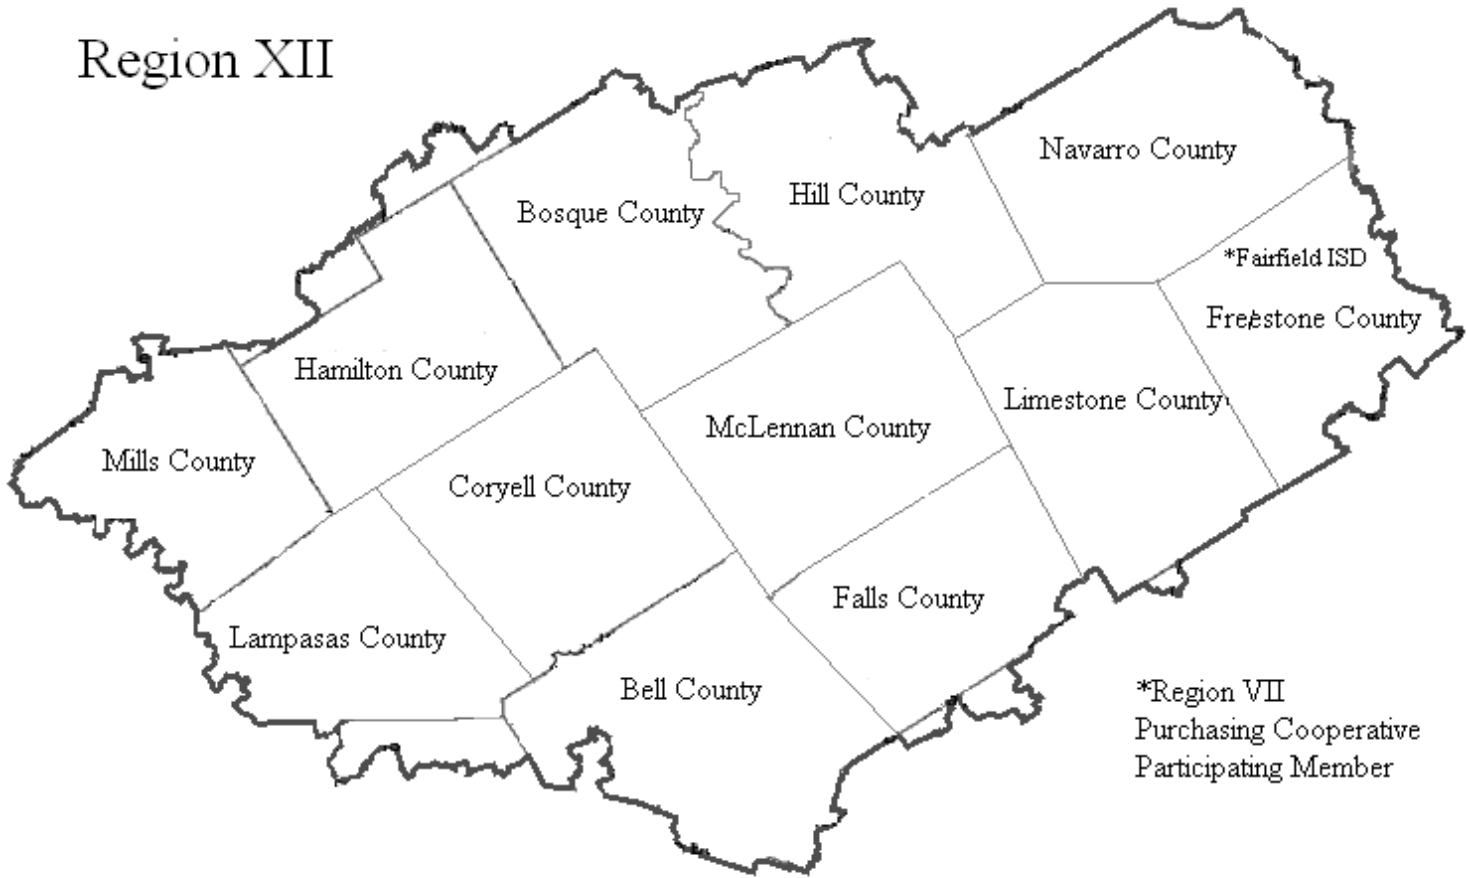 Region XII
Navarro County
Hill County
Bosque County
*Fairfield ISD
Freestone County
Hamilton County
Limestone County
McLennan County
Mills County
Coryell County
Falls County
Lampasas County
Bell County
*Region VII
Purchasing Cooperative
Participating Member